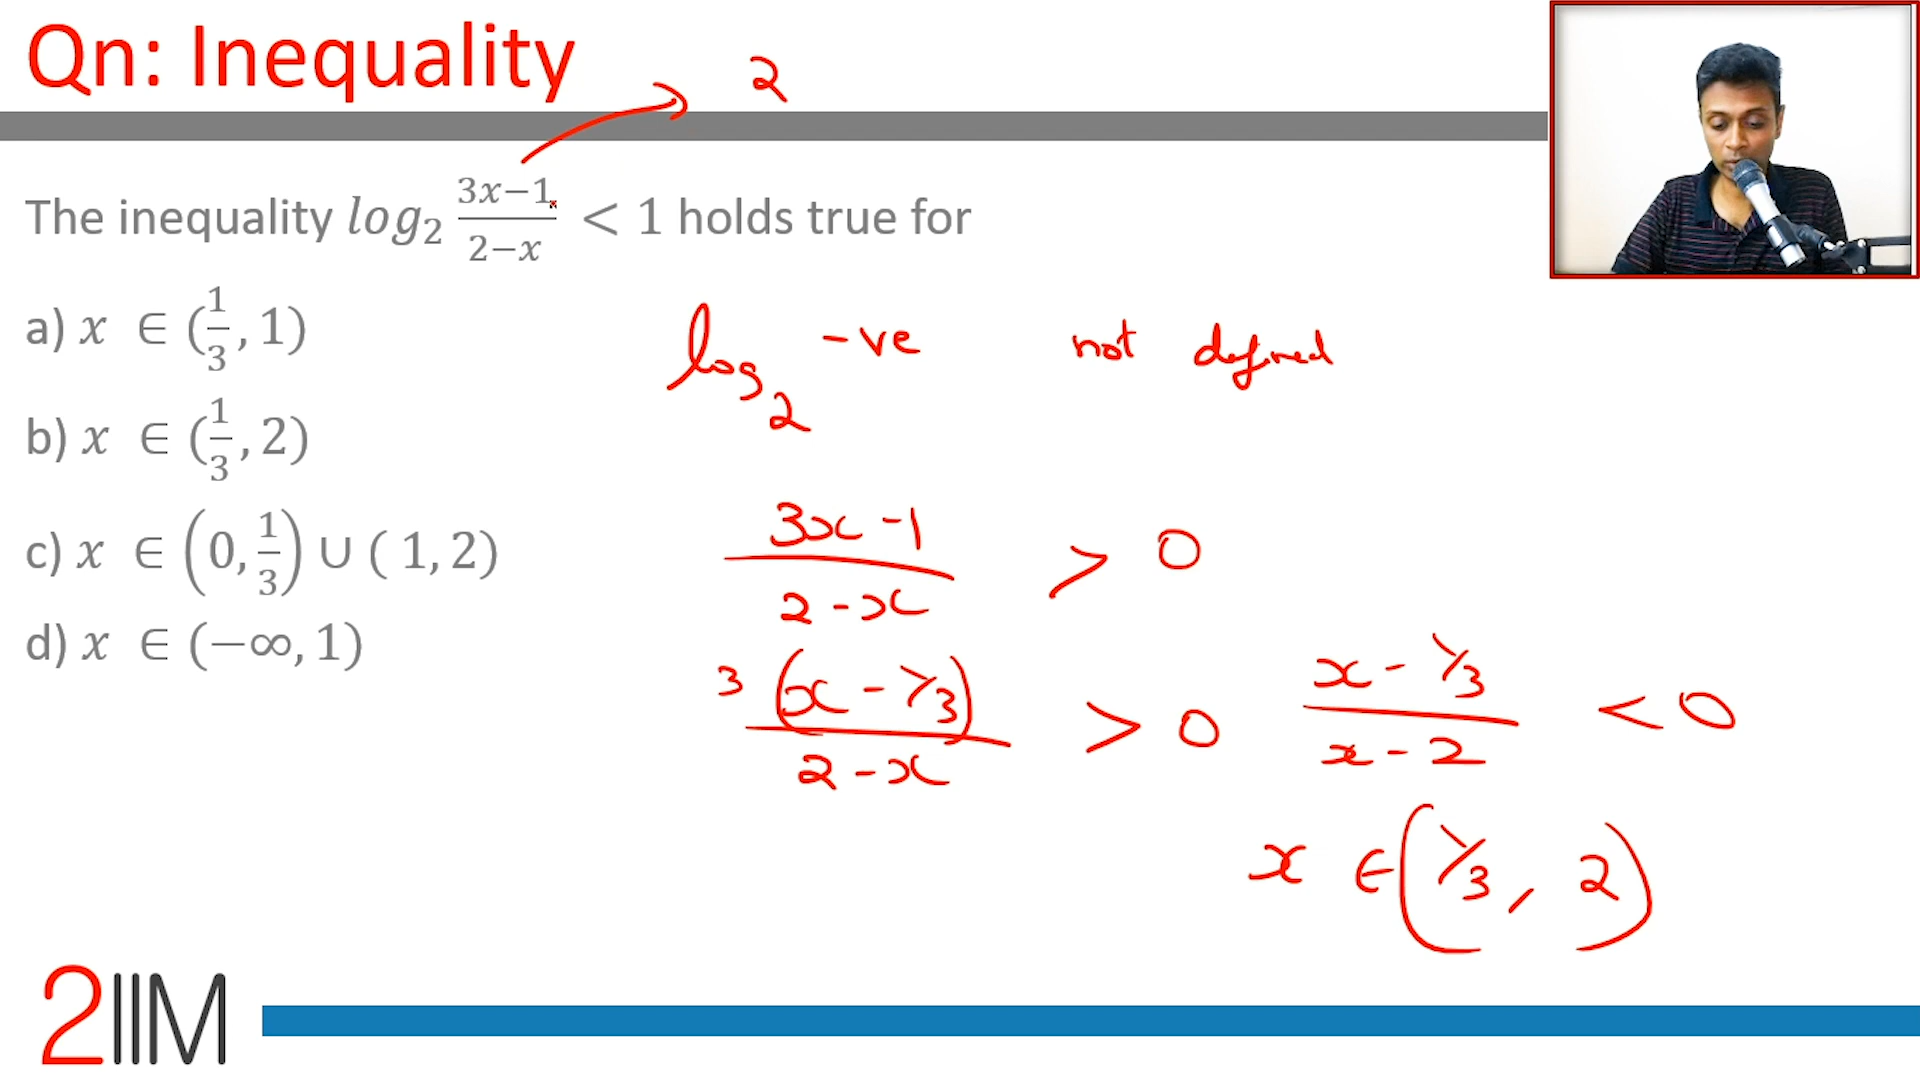 Qn: Inequality
2
The inequality log₂ (3x−1)/(2−x) < 1 holds true for
a) x ∈ (1/3, 1)
b) x ∈ (1/3, 2)
c) x ∈ (0, 1/3) ∪ ( 1, 2)
d) x ∈ (−∞, 1)
log₂ -ve not defined
(3x-1)/(2-x) > 0
3(x-1/3)/(2-x) > 0
(x-1/3)/(x-2) < 0
x ∈ (1/3, 2)
2IIM